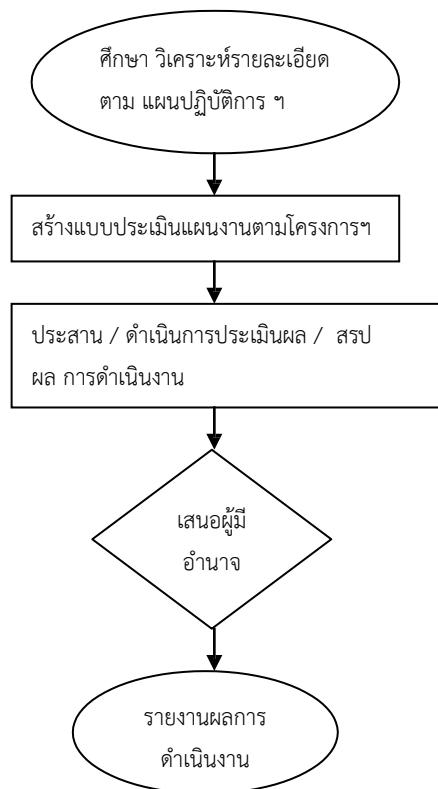 ศึกษา วิเคราะห์รายละเอียด
ตาม แผนปฏิบัติการ ฯ
สร้างแบบประเมินแผนงานตามโครงการฯ
ประสาน / ดำเนินการประเมินผล / สรป
ผล การดำเนินงาน
เสนอผู้มี
อำนาจ
รายงานผลการ
ดำเนินงาน